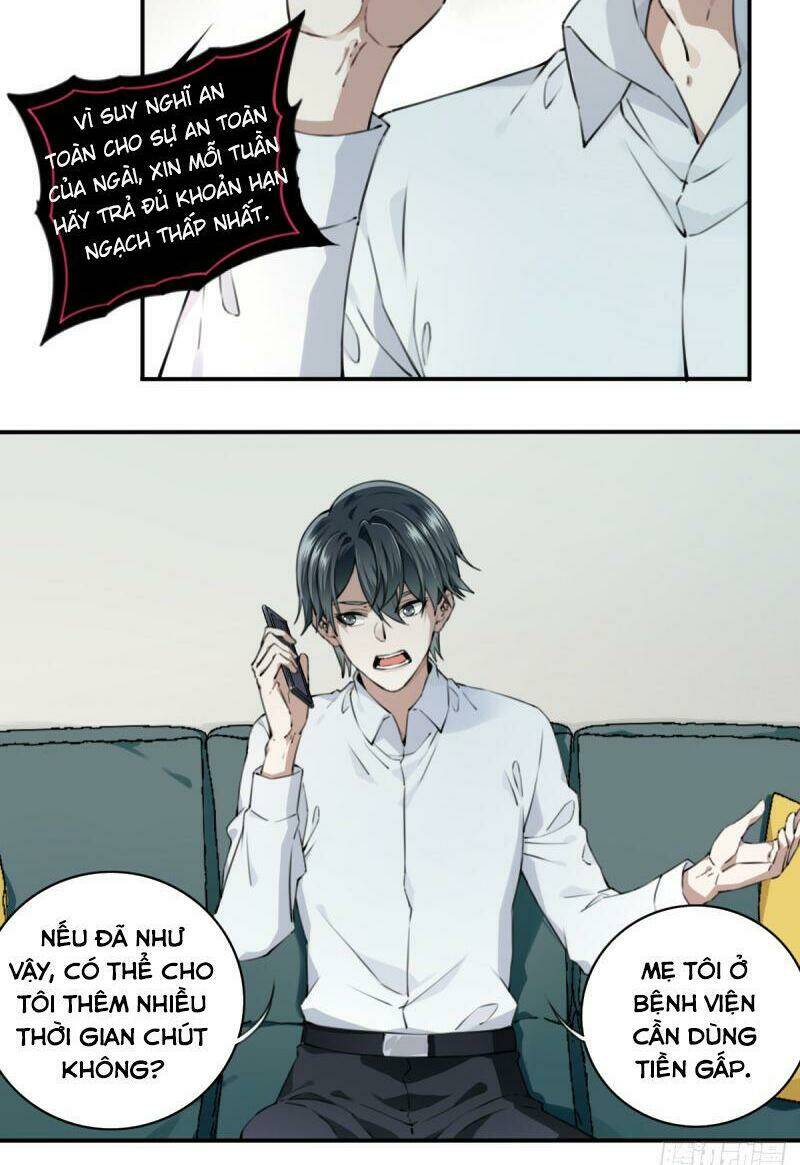 VÌ SUY NGHĨ AN
TOÀN CHO SỰ AN TOÀN
CỦA NGÀI, XIN MỖI TUẦN
HÃY TRẢ ĐỦ KHOẢN HẠN
NGẠCH THẤP NHẤT.
NẾU ĐÃ NHƯ
VẬY, CÓ THỂ CHO
TÔI THÊM NHIỀU
THỜI GIAN CHÚT
KHÔNG?
MẸ TÔI Ở
BỆNH VIỆN
CẦN DÙNG
TIỀN GẤP.